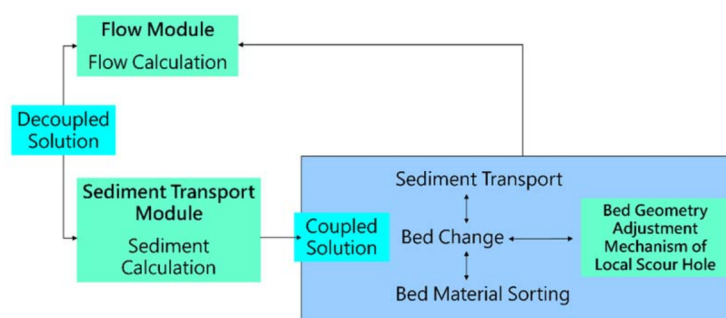 Flow Module
Flow Calculation
Decoupled
Solution
Sediment Transport
Module
Sediment
Calculation
Coupled
Solution
Sediment Transport
Bed Change
Bed Material Sorting
Bed Geometry
Adjustment
Mechanism of
Local Scour Hole